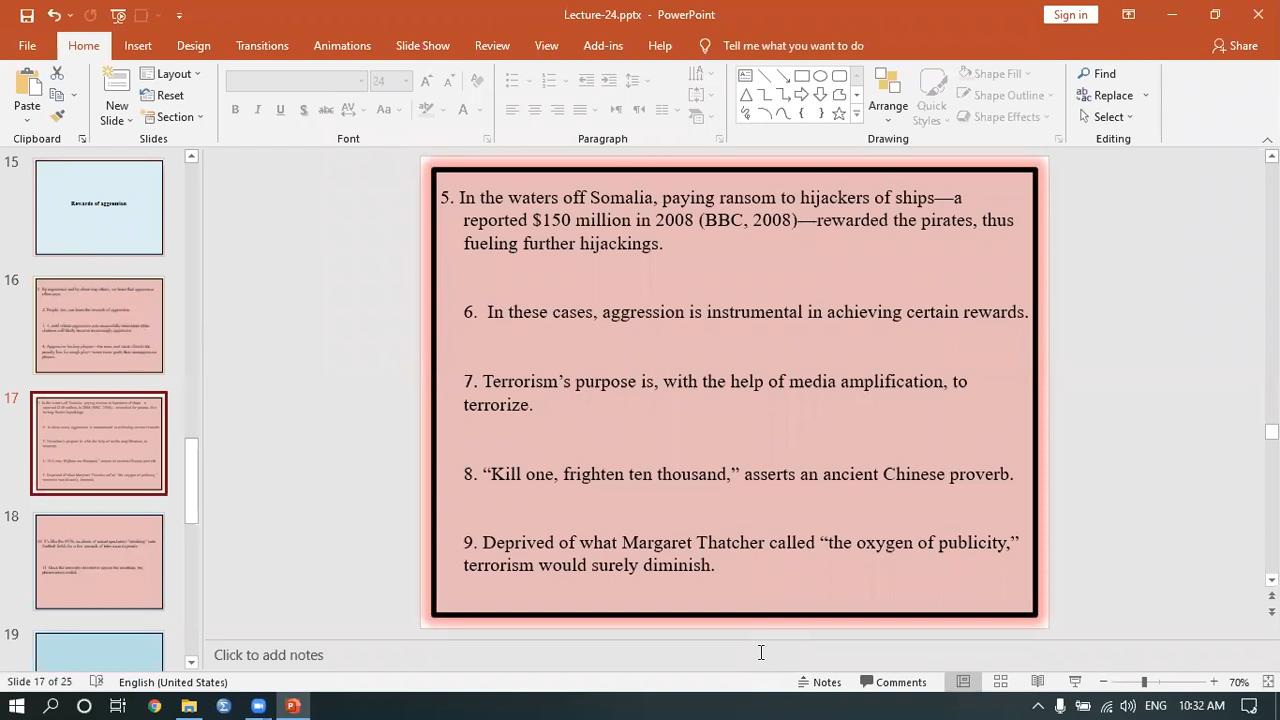 Lecture-24.pptx - PowerPoint
Sign in
File Home Insert Design Transitions Animations Slide Show Review View Add-ins Help Tell me what you want to do
Share
Paste
New Slide
Layout
Reset
Section
24
B I U S abc AV Aa A
Arrange
Quick Styles
Shape Fill
Shape Outline
Shape Effects
Find
Replace
Select
Clipboard Slides Font Paragraph Drawing Editing
15
Rewards of aggression
16
17
18
19
5. In the waters off Somalia, paying ransom to hijackers of ships—a
reported $150 million in 2008 (BBC, 2008)—rewarded the pirates, thus
fueling further hijackings.
6. In these cases, aggression is instrumental in achieving certain rewards.
7. Terrorism’s purpose is, with the help of media amplification, to
terrorize.
8. “Kill one, frighten ten thousand,” asserts an ancient Chinese proverb.
9. Deprived of what Margaret Thatcher called “the oxygen of publicity,”
terrorism would surely diminish.
Click to add notes
Slide 17 of 25 English (United States) Notes Comments 70%
ENG 10:32 AM